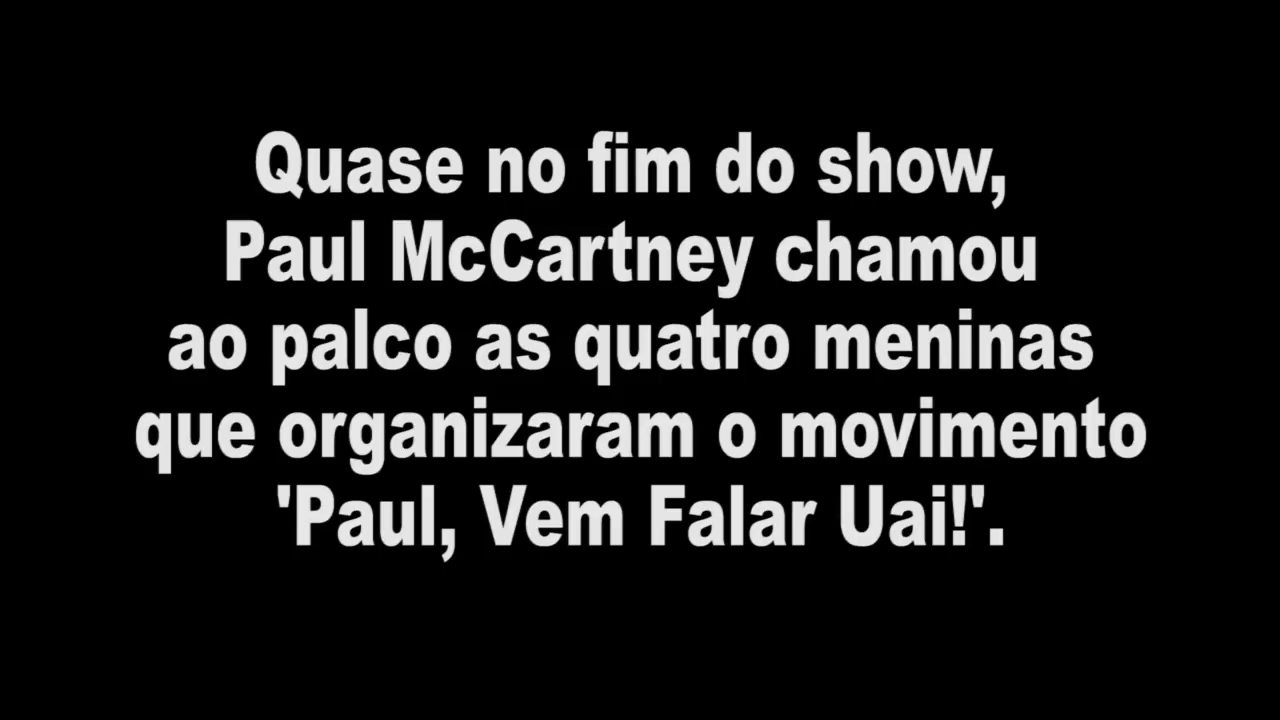 Quase no fim do show,
Paul McCartney chamou
ao palco as quatro meninas
que organizaram o movimento
'Paul, Vem Falar Uai!'.